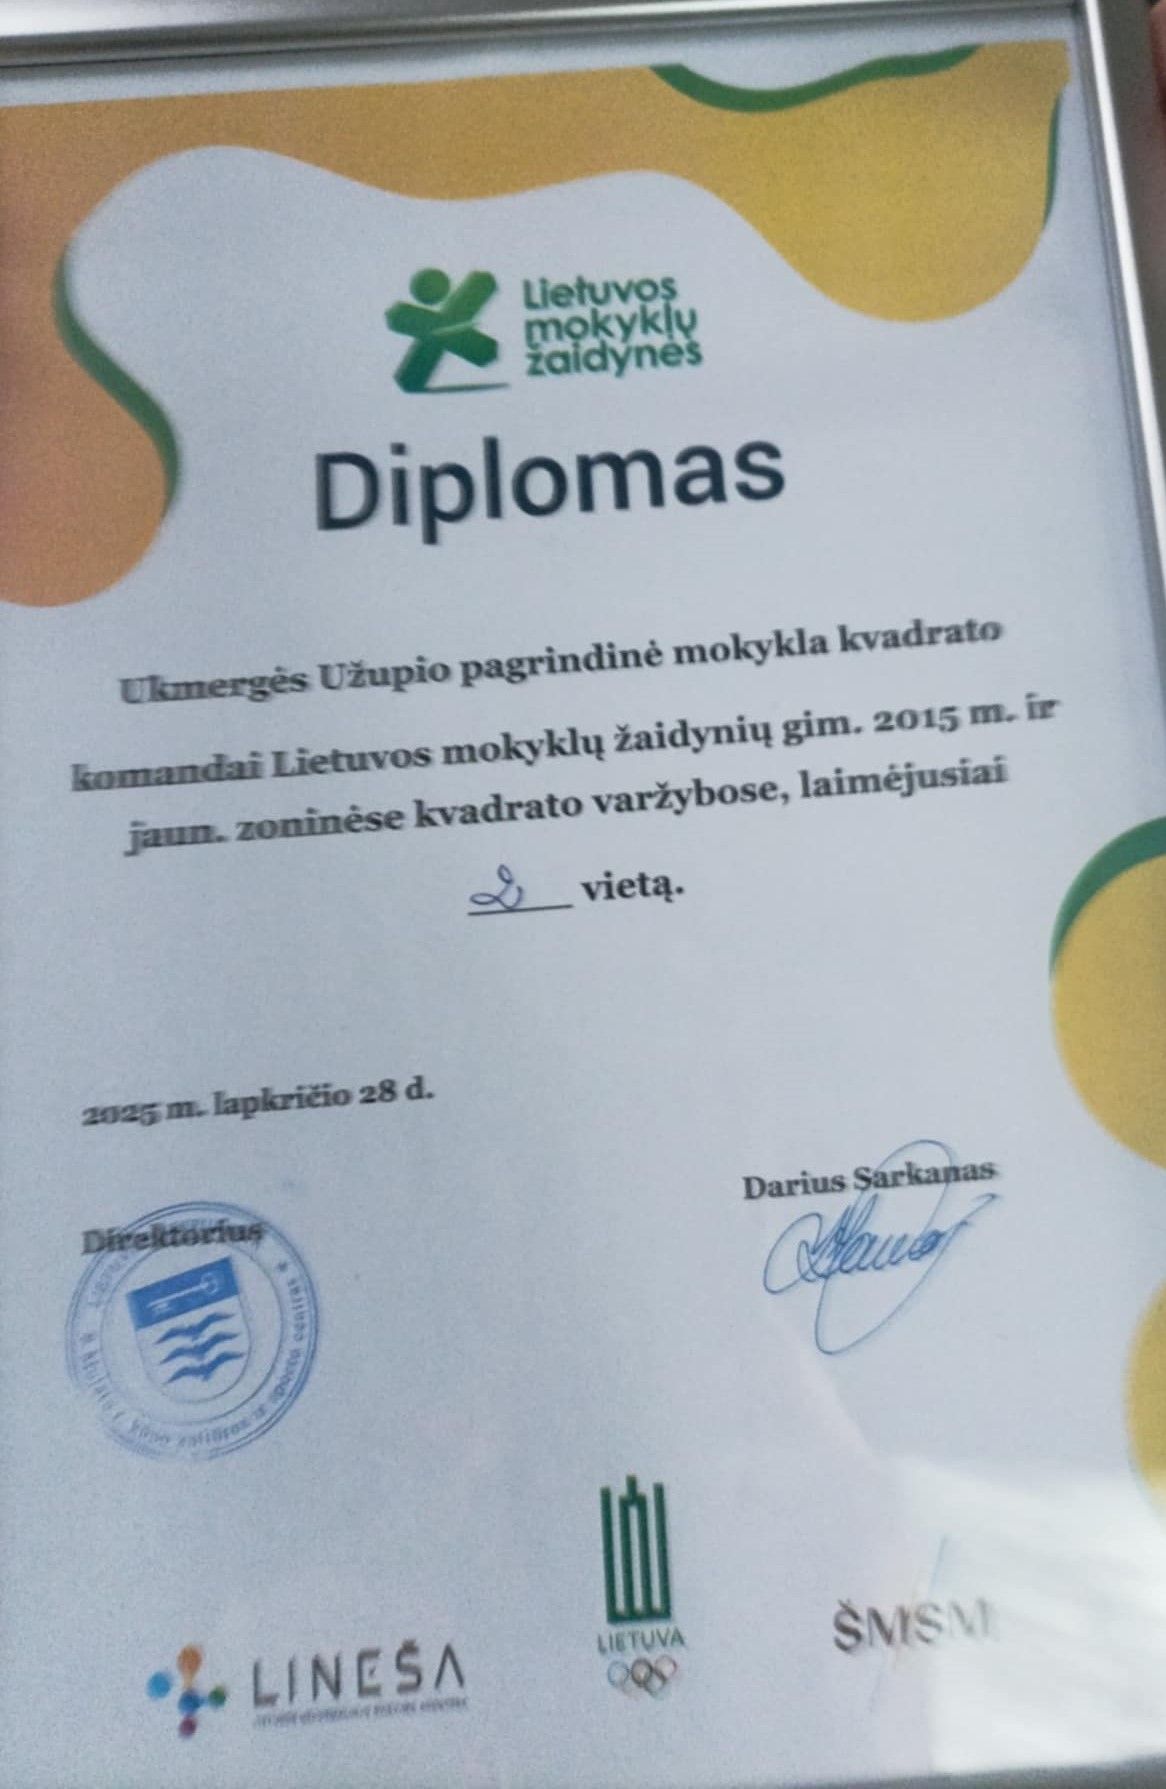 Lietuvos
mokyklų
žaidynės
Diplomas
Ukmergės Užupio pagrindinė mokykla kvadrato
komandai Lietuvos mokyklų žaidynių gim. 2015 m. ir
jaun. zoninėse kvadrato varžybose, laimėjusiai
2 vietą.
2025 m. lapkričio 28 d.
Darius Sarkanas
Direktorius
LIETUVA
ŠMSM
LINEŠA